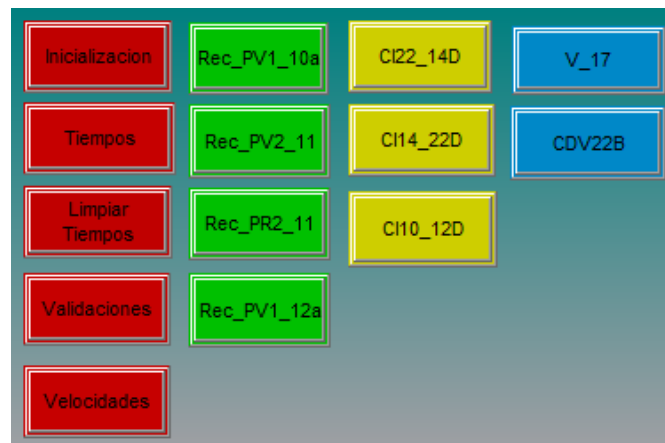 Inicializacion
Rec_PV1_10a
CI22_14D
V_17
Tiempos
Rec_PV2_11
CI14_22D
CDV22B
Limpiar
Tiempos
Rec_PR2_11
CI10_12D
Validaciones
Rec_PV1_12a
Velocidades